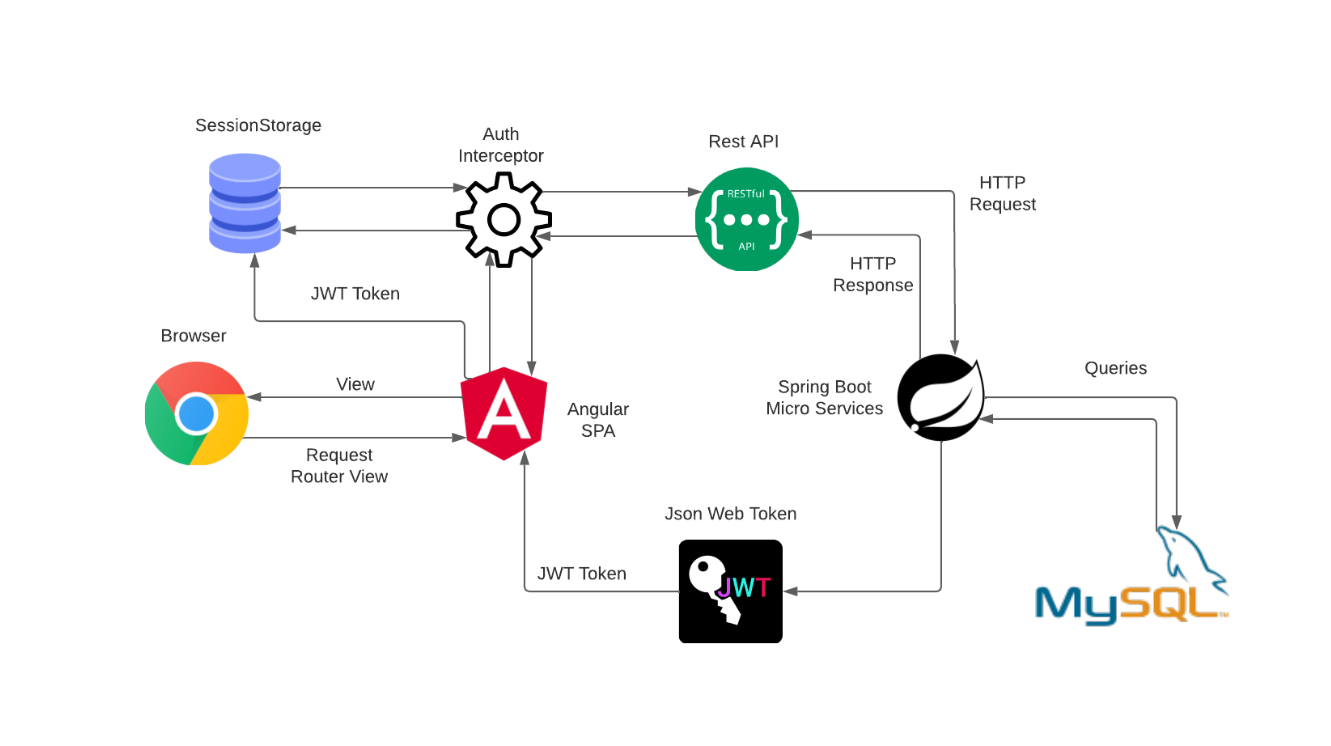 SessionStorage
Auth
Interceptor
Rest API
RESTful
API
HTTP
Request
HTTP
Response
JWT Token
Browser
View
Request
Router View
Angular
SPA
Spring Boot
Micro Services
Queries
Json Web Token
JWT Token
JWT
MySQL™